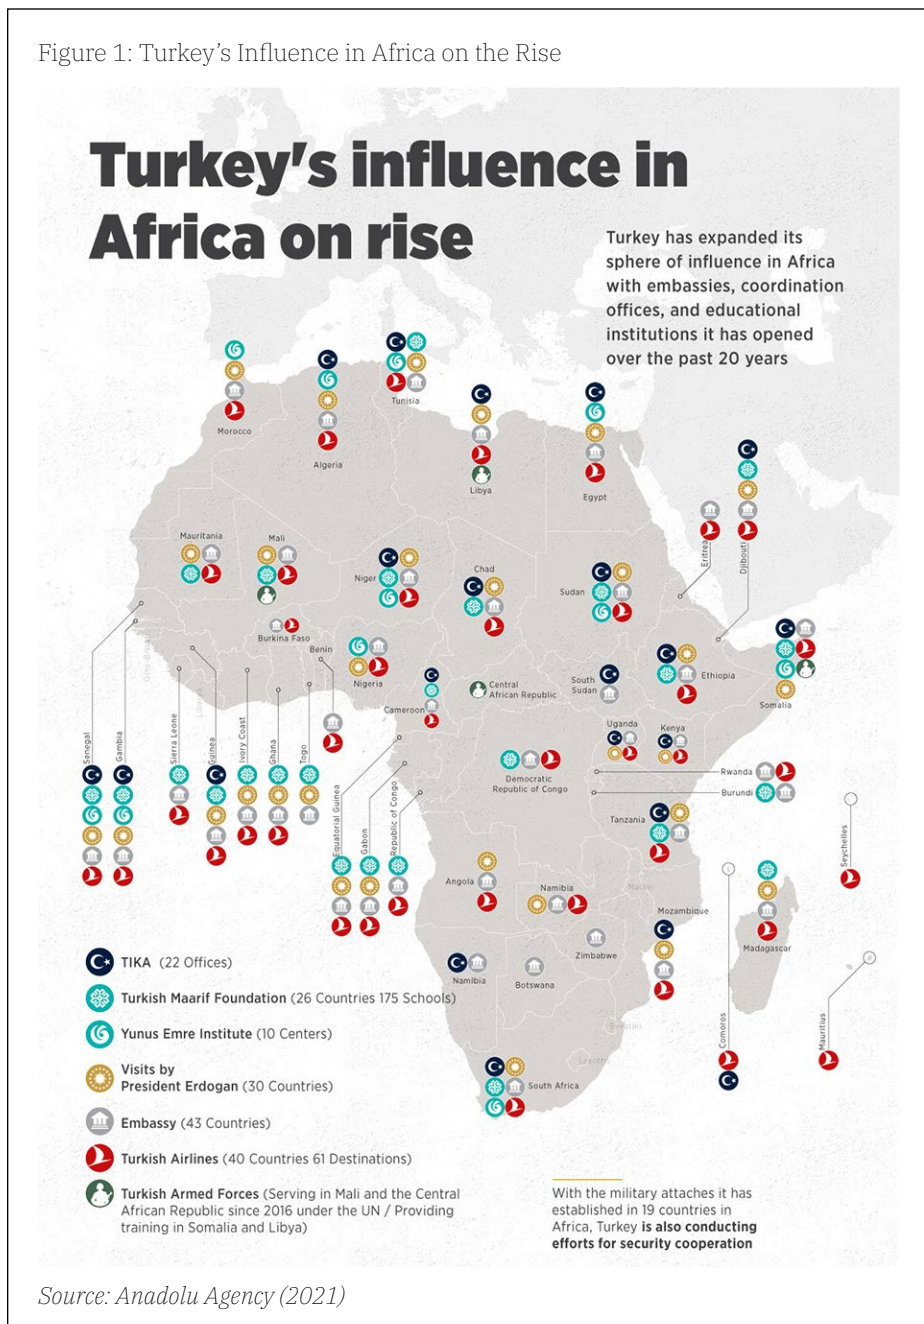 Figure 1: Turkey's Influence in Africa on the Rise
Turkey's influence in
Africa on rise
Turkey has expanded its
sphere of influence in Africa
with embassies, coordination
offices, and educational
institutions it has opened
over the past 20 years
Morocco
Algeria
Tunisia
Libya
Egypt
Eritrea
Djibouti
Mauritania
Mali
Niger
Chad
Sudan
Burkina Faso
Benin
Nigeria
Cameroon
Central
African Republic
South
Sudan
Ethiopia
Somalia
Senegal
Gambia
Sierra Leone
Liberia
Guinea
Ivory Coast
Ghana
Togo
Equatorial Guinea
Gabon
Republic of Congo
Democratic
Republic of Congo
Uganda
Kenya
Rwanda
Burundi
Tanzania
Seychelles
Angola
Namibia
Malawi
Mozambique
Madagascar
Zimbabwe
Namibia
Botswana
Comoros
Mauritius
Lesotho
South Africa
TIKA (22 Offices)
Turkish Maarif Foundation (26 Countries 175 Schools)
Yunus Emre Institute (10 Centers)
Visits by
President Erdogan (30 Countries)
Embassy (43 Countries)
Turkish Airlines (40 Countries 61 Destinations)
Turkish Armed Forces (Serving in Mali and the Central
African Republic since 2016 under the UN / Providing
training in Somalia and Libya)
With the military attaches it has
established in 19 countries in
Africa, Turkey is also conducting
efforts for security cooperation
Source: Anadolu Agency (2021)